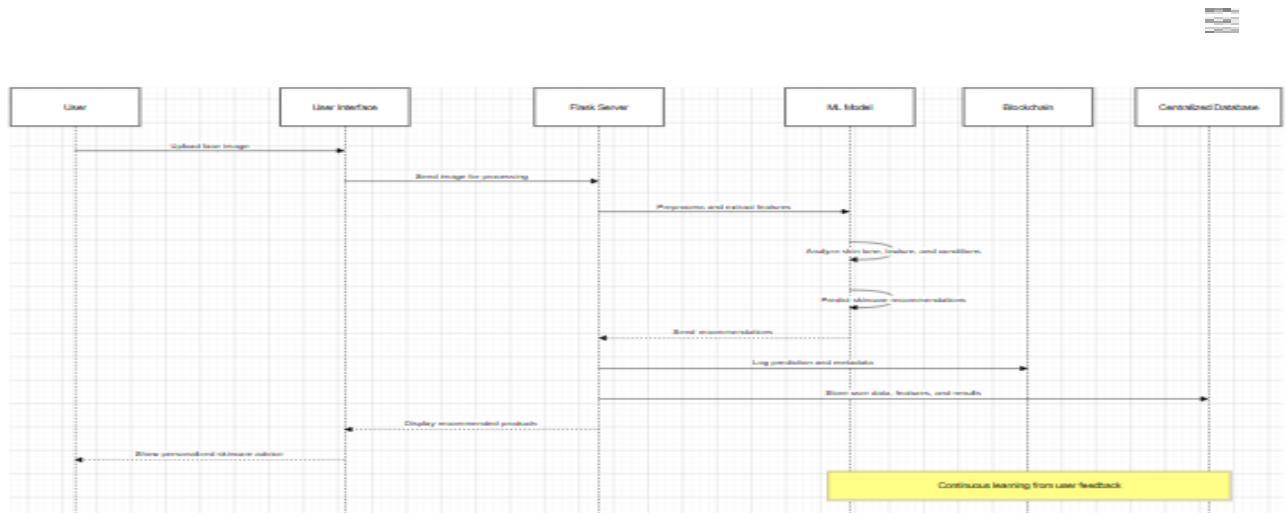 User
User Interface
Flask Server
ML Model
Blockchain
Centralized Database
Upload face image
Send image for processing
Preprocess and extract features
Analyze skin tone, texture, and conditions
Predict skincare recommendations
Send recommendations
Log prediction and metadata
Store user data, features, and results
Display recommended products
Show personalized skincare advice
Continuous learning from user feedback